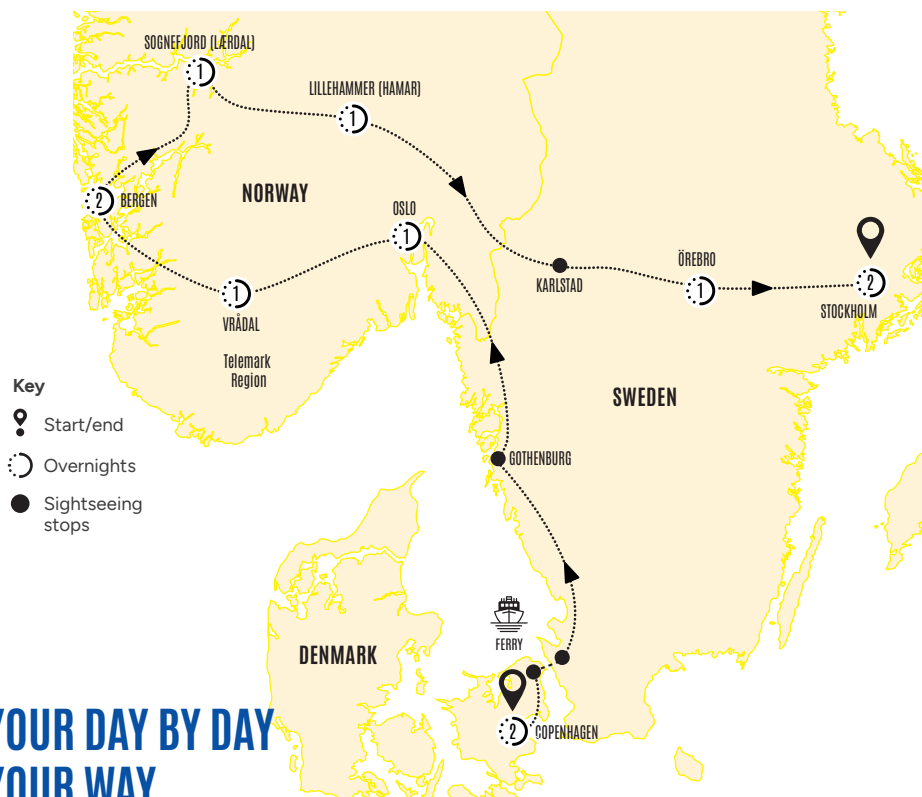 SOGNEFJORD (LÆRDAL)
1
LILLEHAMMER (HAMAR)
1
NORWAY
2
BERGEN
OSLO
1
KARLSTAD
ÖREBRO
1
2
STOCKHOLM
1
VRÅDAL
Telemark
Region
SWEDEN
Key
Start/end
Overnights
Sightseeing
stops
GOTHENBURG
DENMARK
FERRY
2
COPENHAGEN
YOUR DAY BY DAY
YOUR WAY